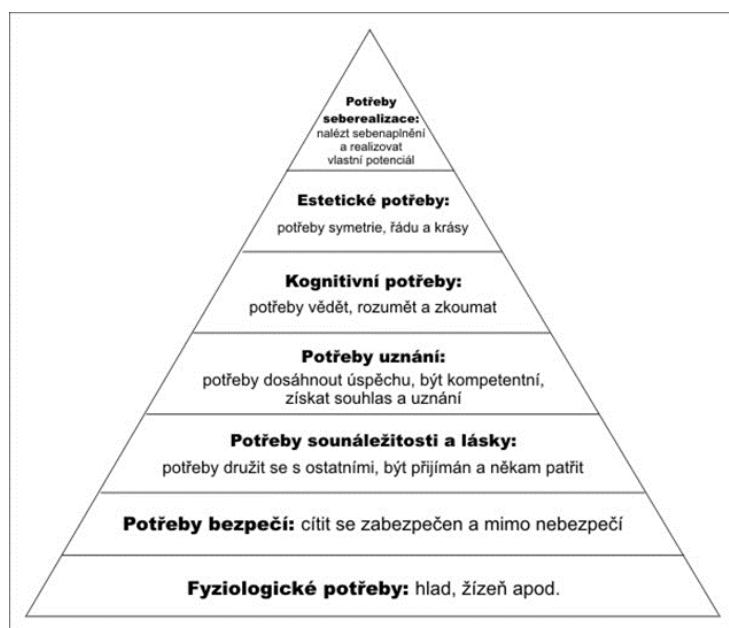 Potřeby
seberealizace:
nalézt sebenaplnění
a realizovat
vlastní potenciál
Estetické potřeby:
potřeby symetrie, řádu a krásy
Kognitivní potřeby:
potřeby vědět, rozumět a zkoumat
Potřeby uznání:
potřeby dosáhnout úspěchu, být kompetentní,
získat souhlas a uznání
Potřeby sounáležitosti a lásky:
potřeby družit se s ostatními, být přijímán a někam patřit
Potřeby bezpečí: cítit se zabezpečen a mimo nebezpečí
Fyziologické potřeby: hlad, žízeň apod.